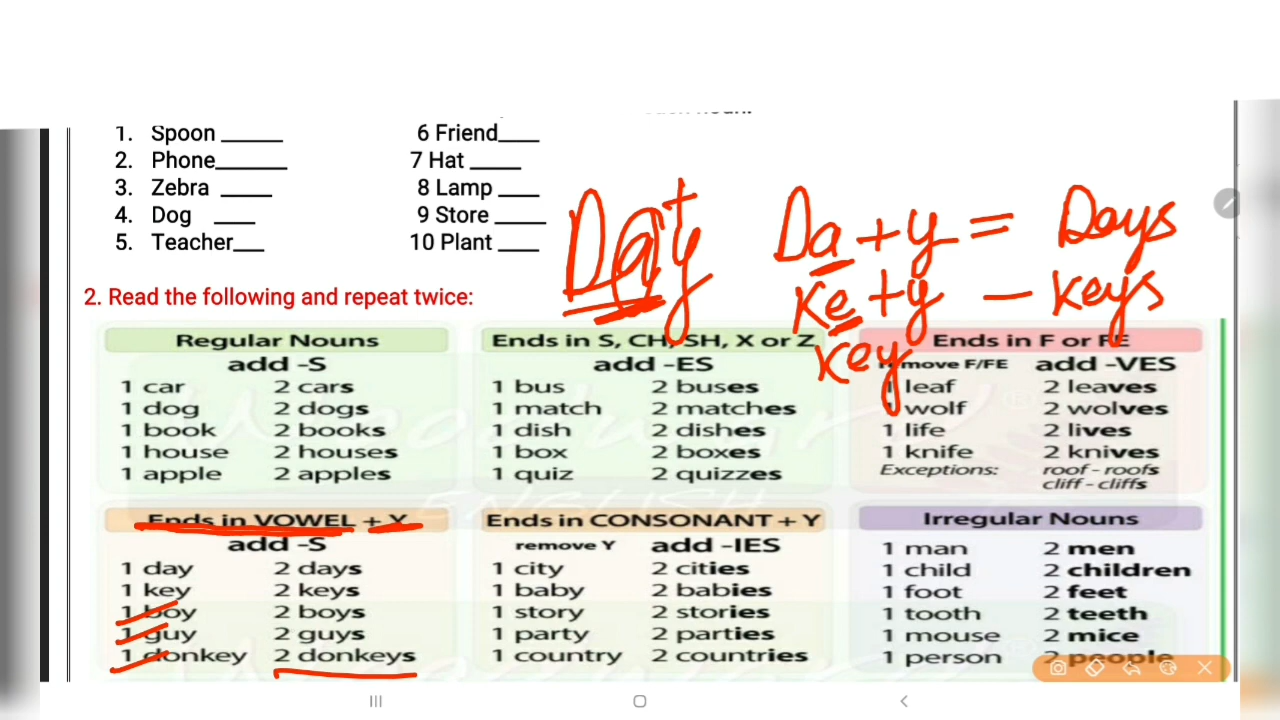 1. Spoon _____ 6 Friend____
2. Phone______ 7 Hat _____
3. Zebra _____ 8 Lamp ____
4. Dog ____ 9 Store _____
5. Teacher___ 10 Plant ____
Day +
Da + y = Days
Ke + y - Keys
Key
2. Read the following and repeat twice:
Regular Nouns
add -S
1 car 2 cars
1 dog 2 dogs
1 book 2 books
1 house 2 houses
1 apple 2 apples
Ends in S, CH, SH, X or Z
add -ES
1 bus 2 buses
1 match 2 matches
1 dish 2 dishes
1 box 2 boxes
1 quiz 2 quizzes
Ends in F or FE
remove F/FE add -VES
1 leaf 2 leaves
1 wolf 2 wolves
1 life 2 lives
1 knife 2 knives
Exceptions: roof - roofs
cliff - cliffs
Ends in VOWEL + Y
add -S
1 day 2 days
1 key 2 keys
1 boy 2 boys
1 guy 2 guys
1 donkey 2 donkeys
Ends in CONSONANT + Y
remove Y add -IES
1 city 2 cities
1 baby 2 babies
1 story 2 stories
1 party 2 parties
1 country 2 countries
Irregular Nouns
1 man 2 men
1 child 2 children
1 foot 2 feet
1 tooth 2 teeth
1 mouse 2 mice
1 person 2 people